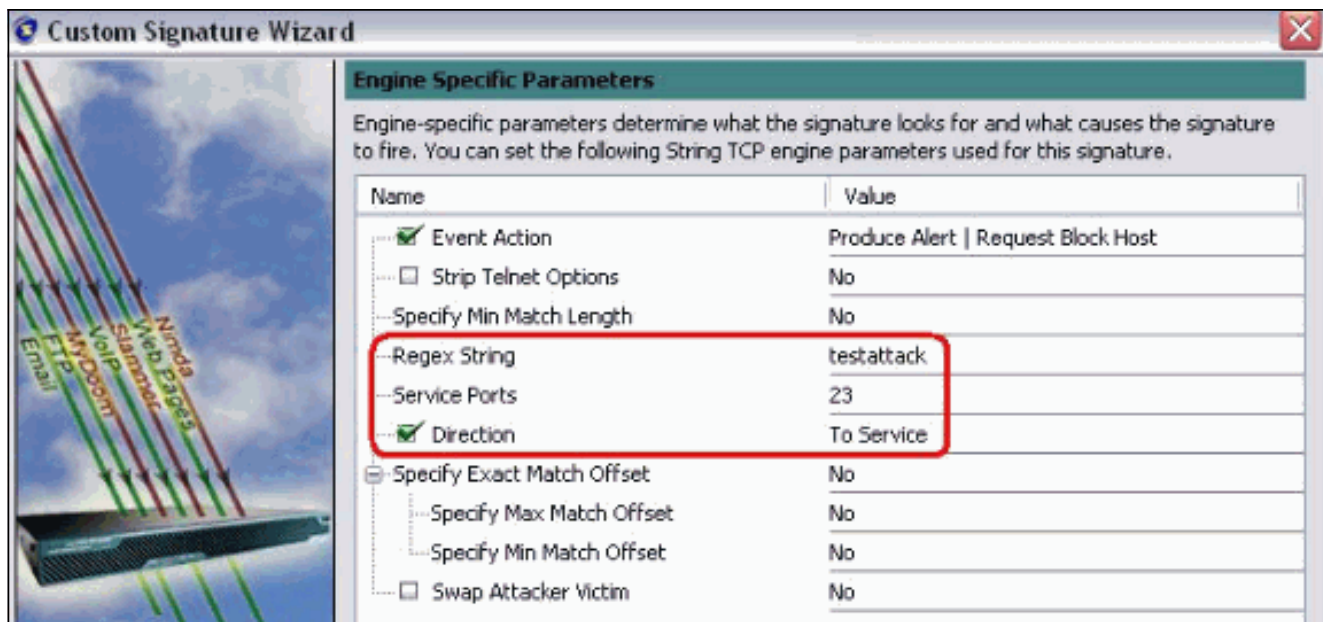 Custom Signature Wizard
Engine Specific Parameters
Engine-specific parameters determine what the signature looks for and what causes the signature
to fire. You can set the following String TCP engine parameters used for this signature.
Name Value
Event Action Produce Alert | Request Block Host
Strip Telnet Options No
Specify Min Match Length No
Regex String testattack
Service Ports 23
Direction To Service
Specify Exact Match Offset No
Specify Max Match Offset No
Specify Min Match Offset No
Swap Attacker Victim No
Nimda
Web Pages
Slammer
VoIP
MyDoom
FTP
Email